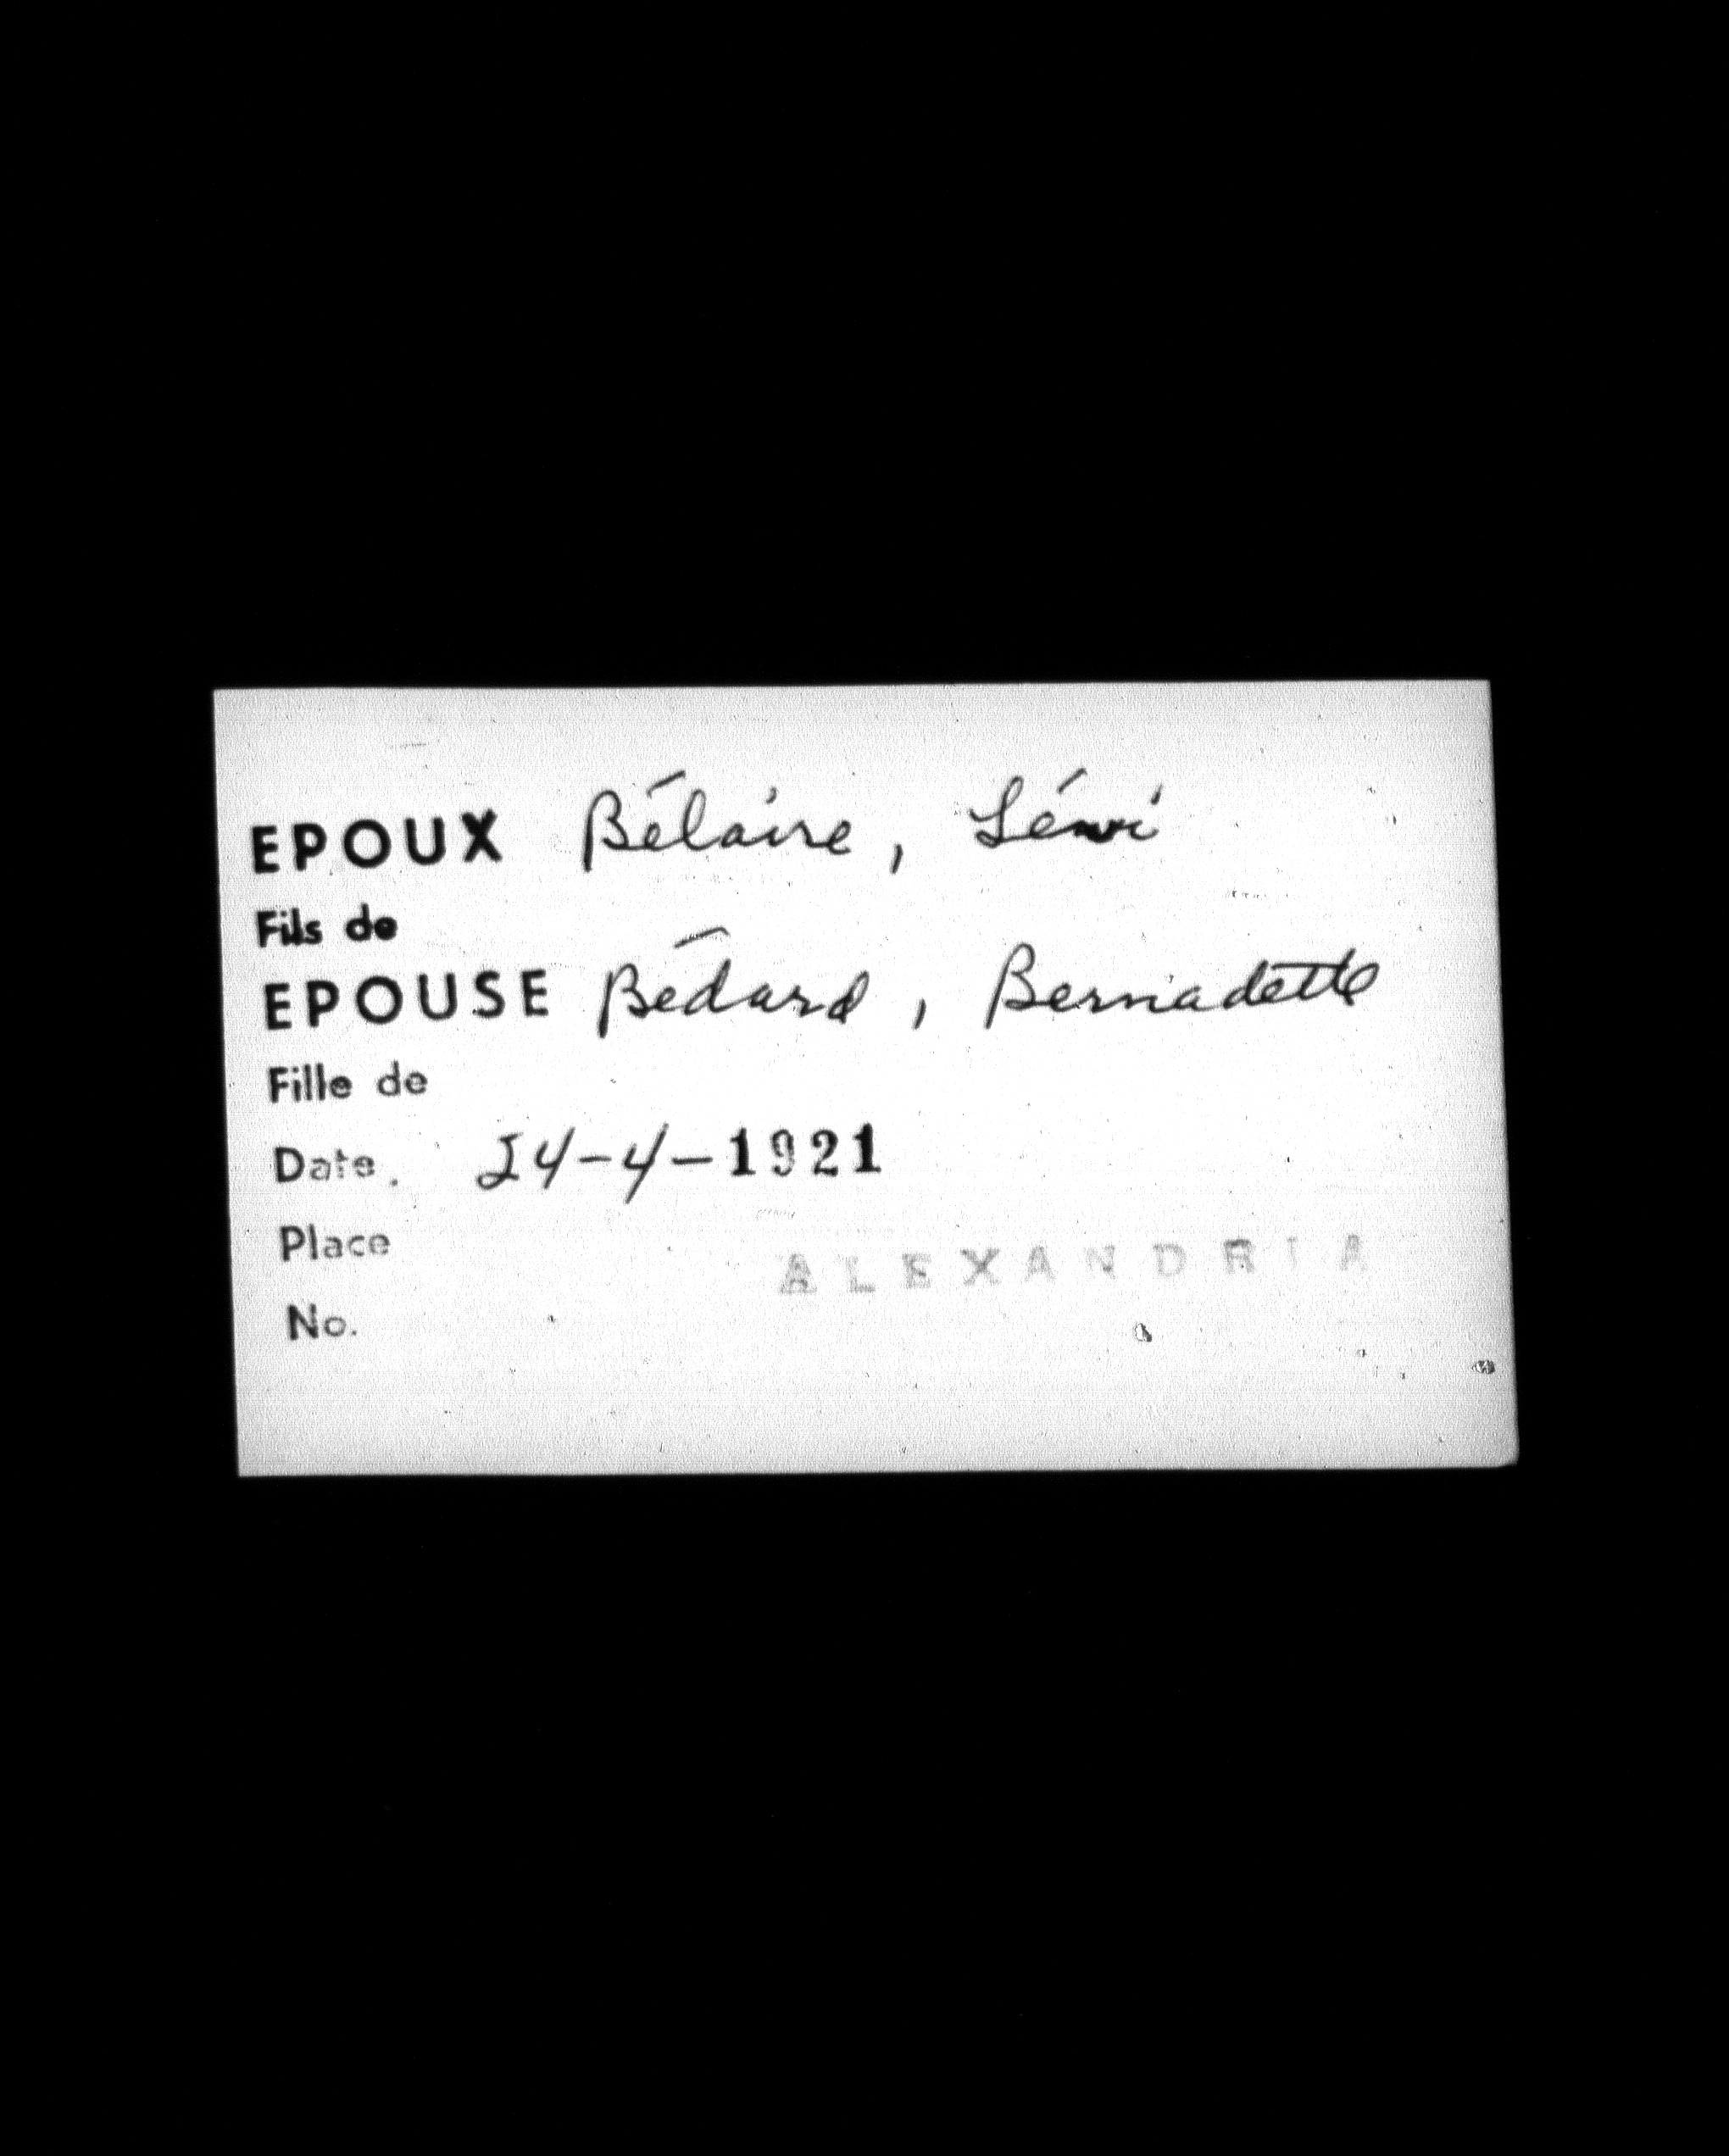 EPOUX Bélaire, Lévi
Fils de
EPOUSE Bédard, Bernadette
Fille de
Date. 24-4-1921
Place
ALEXANDRIA
No.